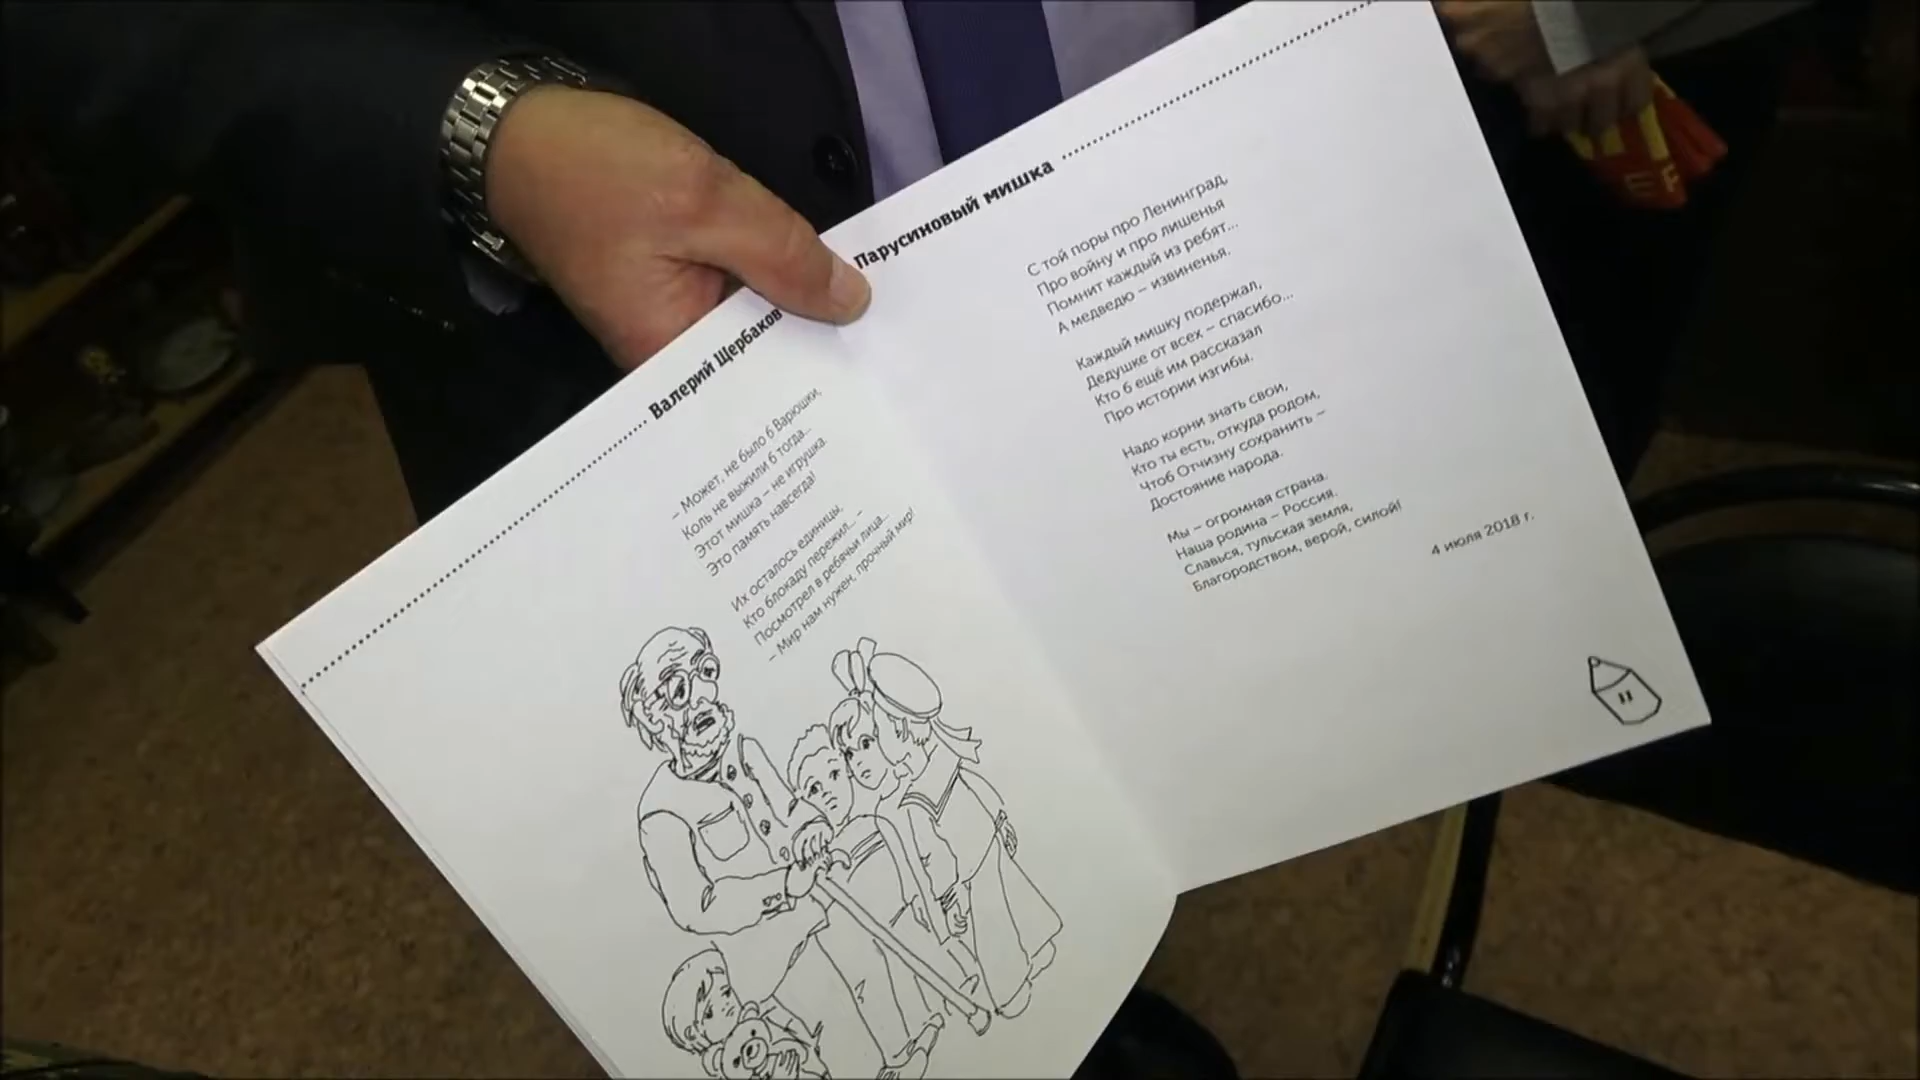 Валерий Щербаков
– Может, не было б Варюшки,
Коль не выжили б тогда...
Этот мишка – не игрушка.
Это память навсегда!
Их осталось единицы,
Кто блокаду пережил... –
Посмотрел в ребячьи лица...
– Мир нам нужен, прочный мир!
Парусиновый мишка
С той поры про Ленинград,
Про войну и про лишенья
Помнит каждый из ребят...
А медведю – извиненья.
Каждый мишку подержал,
Дедушке от всех – спасибо...
Кто б ещё им рассказал
Про истории изгибы.
Надо корни знать свои,
Кто ты есть, откуда родом,
Чтоб Отчизну сохранить –
Достояние народа.
Мы – огромная страна.
Наша родина – Россия.
Славься, тульская земля,
Благородством, верой, силой!
4 июля 2018 г.